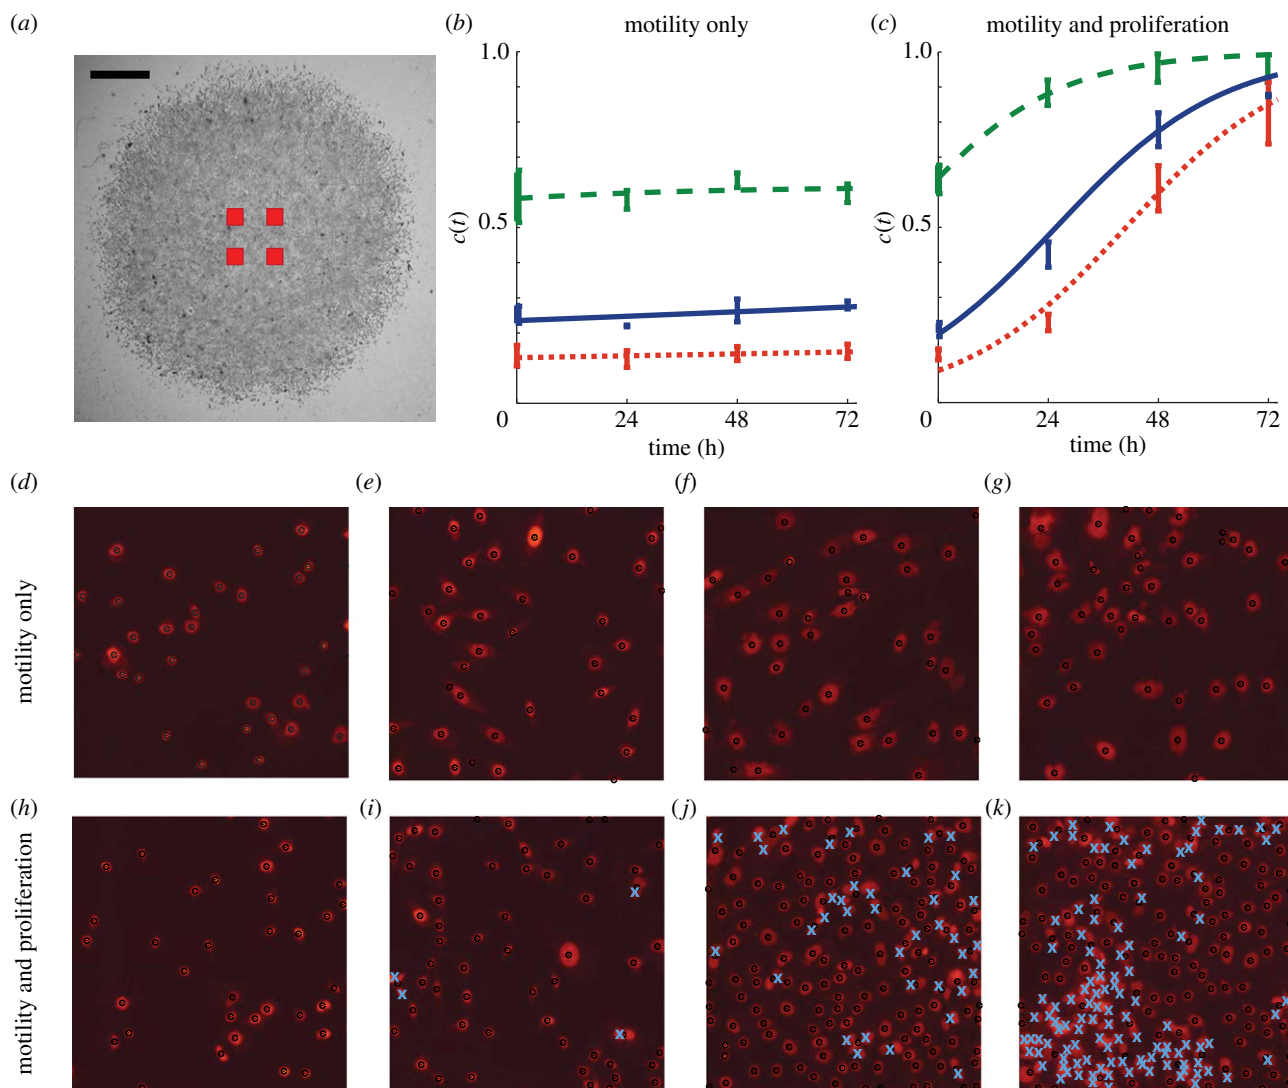 (a)
(b) motility only
(c) motility and proliferation
1.0
0.5
c(t)
0 24 48 72
time (h)
1.0
0.5
c(t)
0 24 48 72
time (h)
(d) (e) (f) (g)
motility only
(h) (i) (j) (k)
motility and proliferation